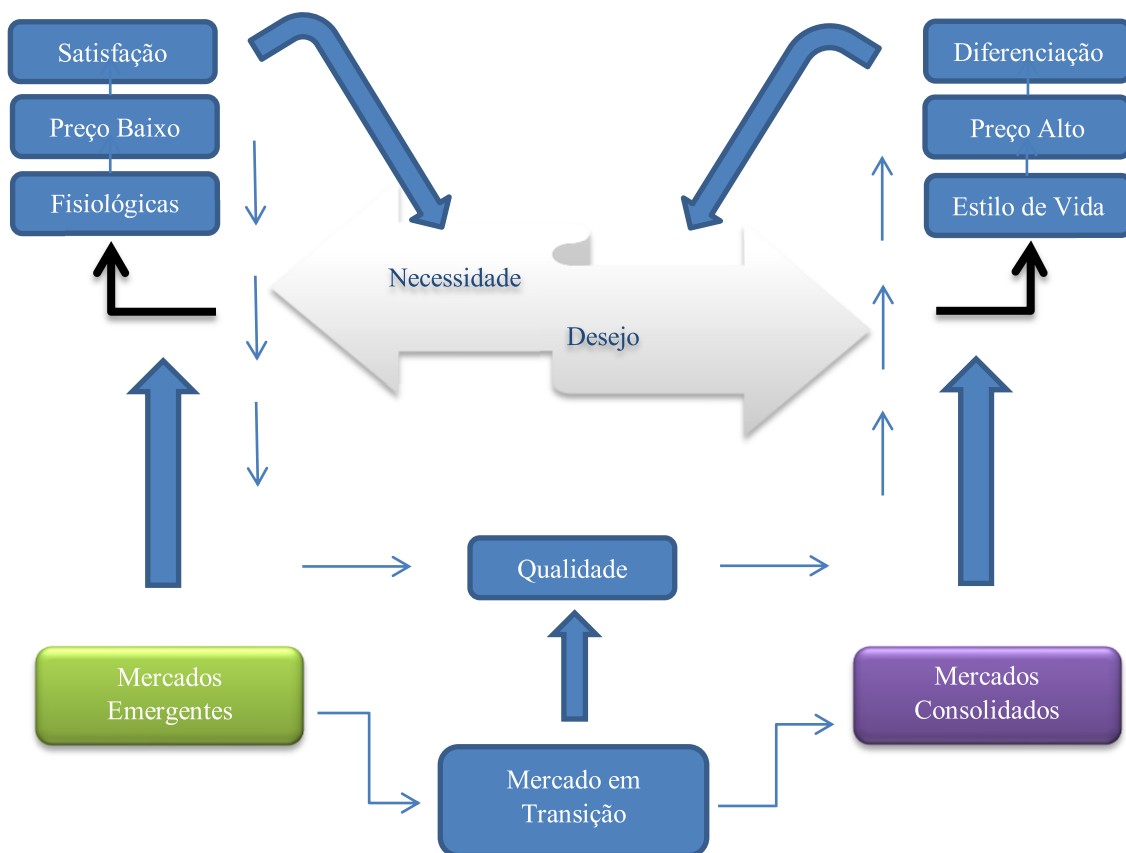 Satisfação
Preço Baixo
Fisiológicas
Diferenciação
Preço Alto
Estilo de Vida
Necessidade
Desejo
Qualidade
Mercados
Emergentes
Mercado em
Transição
Mercados
Consolidados